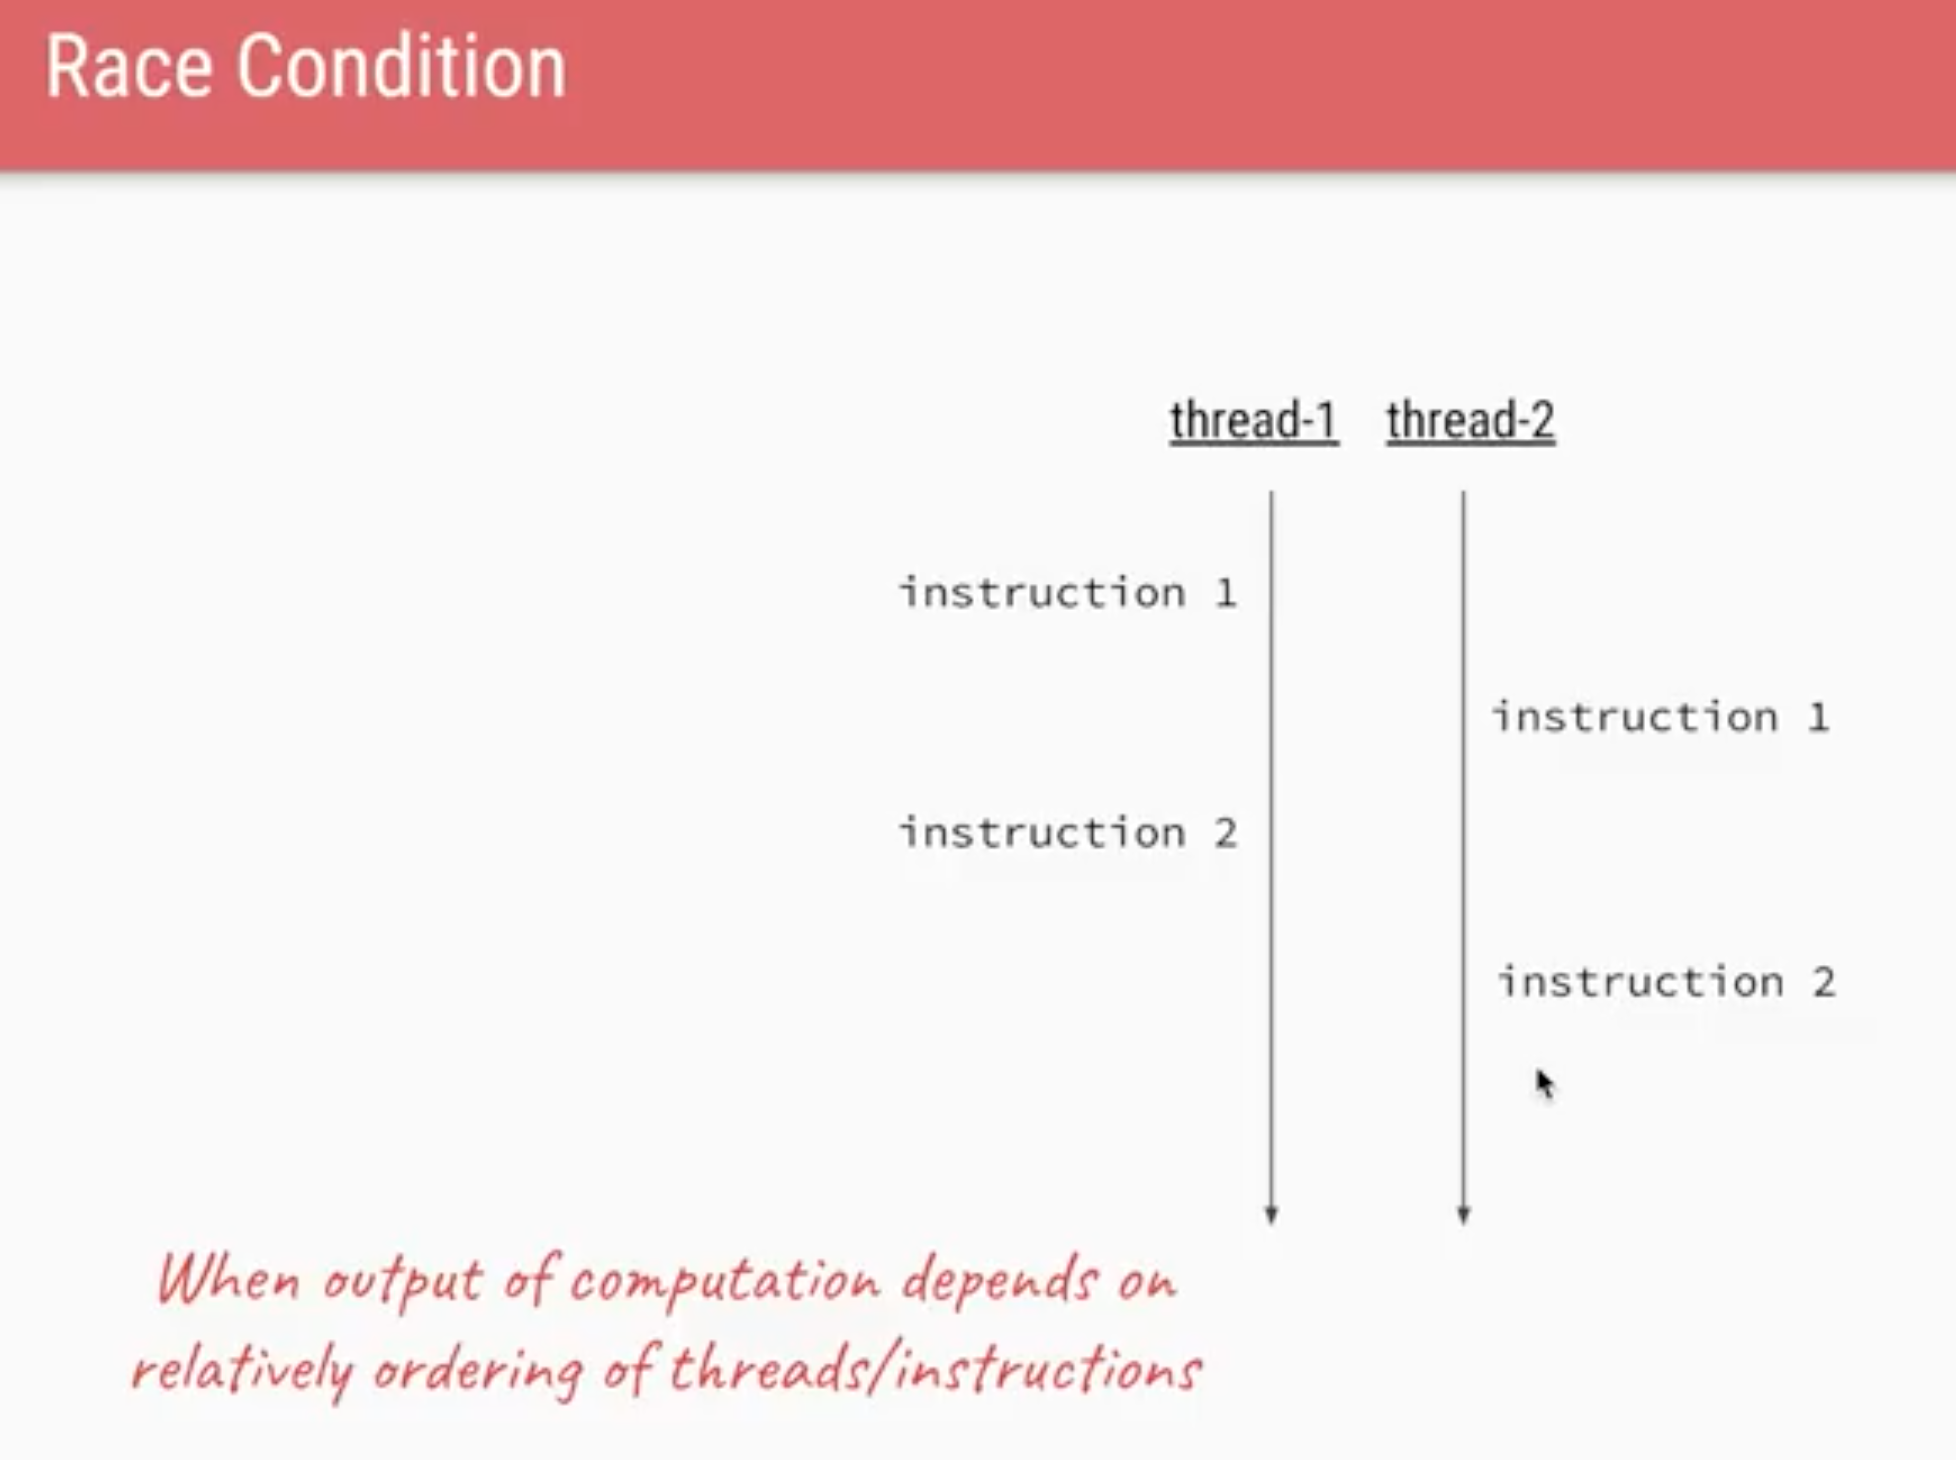 Race Condition
thread-1 thread-2
instruction 1
instruction 1
instruction 2
instruction 2
When output of computation depends on
relatively ordering of threads/instructions